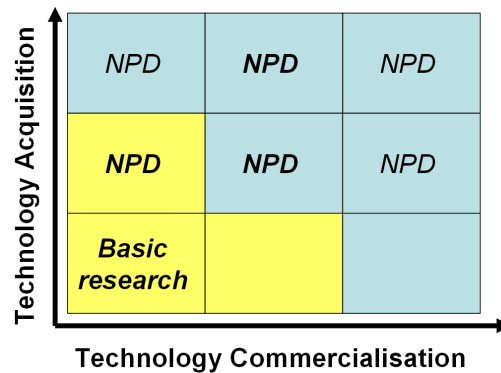 Technology Acquisition
NPD
NPD
NPD
NPD
NPD
NPD
Basic
research
Technology Commercialisation